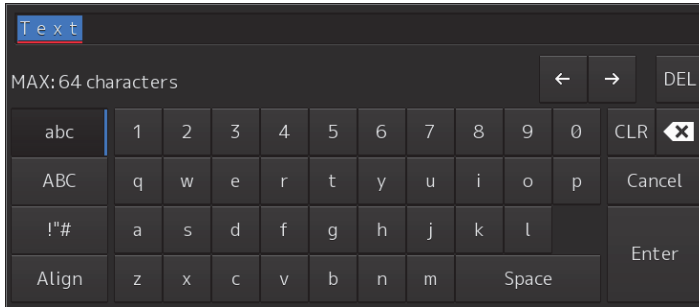 Text
MAX: 64 characters
← → DEL
abc 1 2 3 4 5 6 7 8 9 0 CLR
ABC q w e r t y u i o p Cancel
!"# a s d f g h j k l
Enter
Align z x c v b n m Space